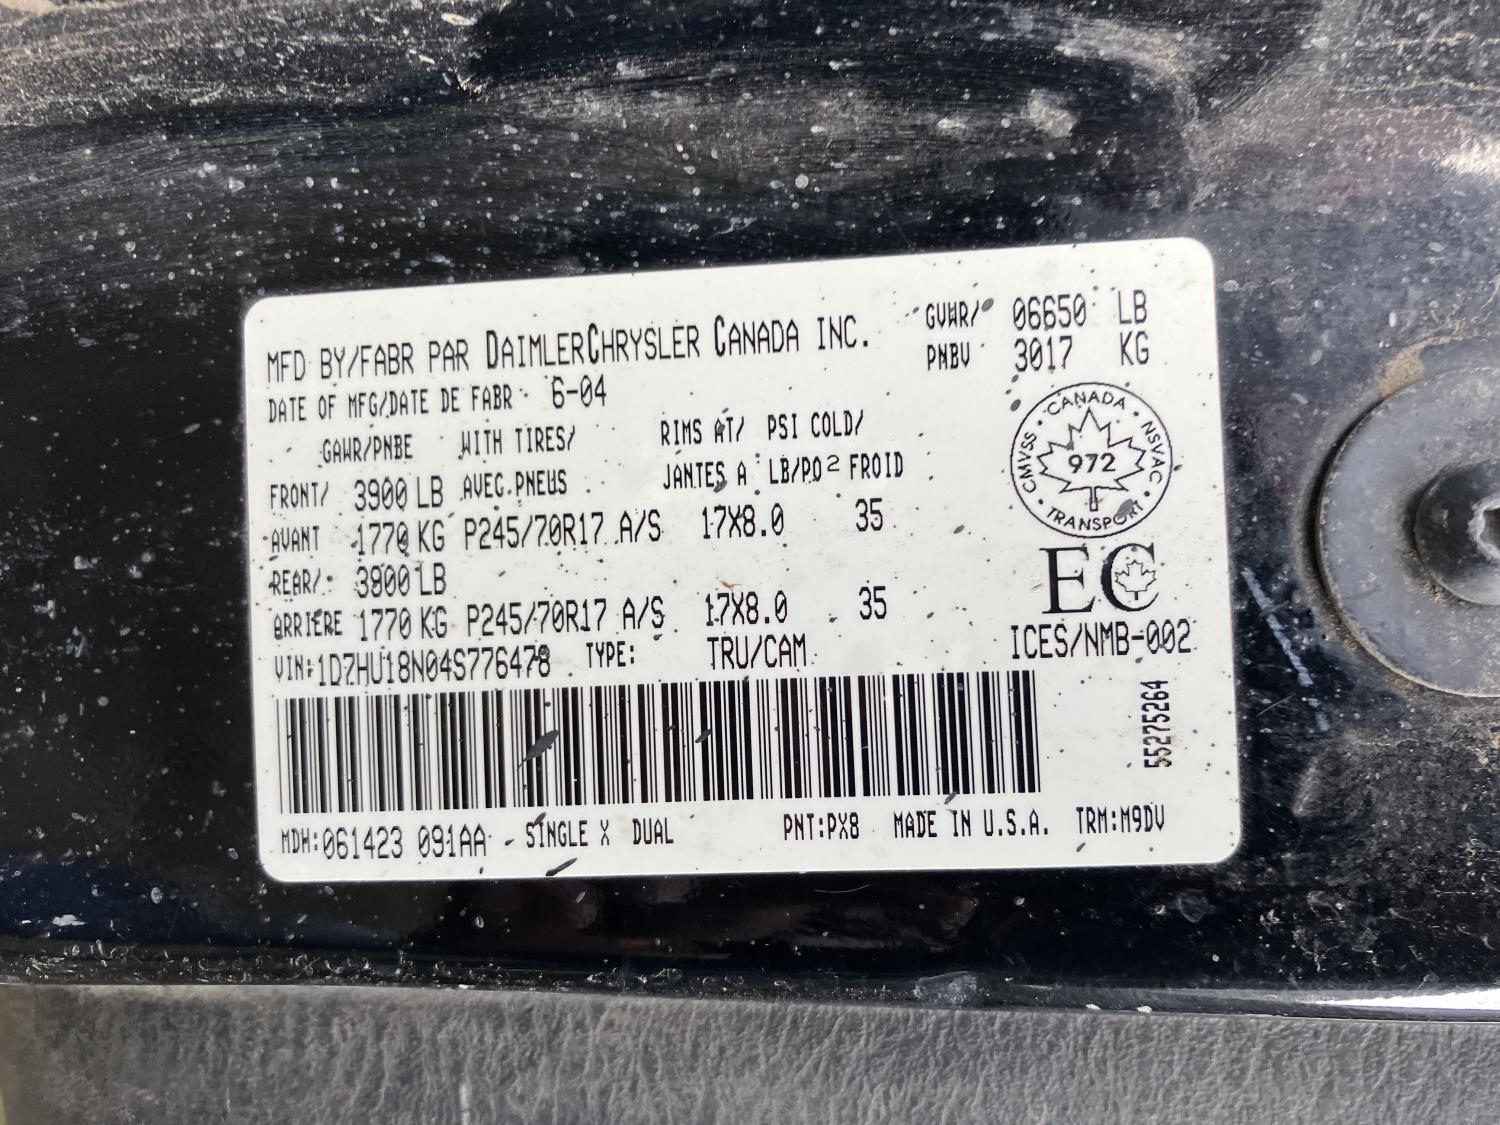 MFD BY/FABR PAR DAIMLERCHRYSLER CANADA INC.
GVWR/ 06650 LB
PNBV 3017 KG
DATE OF MFG/DATE DE FABR 6-04
GAWR/PNBE WITH TIRES/ RIMS AT/ PSI COLD/
FRONT/ 3900 LB AVEC PNEUS JANTES A LB/PO2 FROID
AVANT 1770 KG P245/70R17 A/S 17X8.0 35
REAR/ 3900 LB
ARRIERE 1770 KG P245/70R17 A/S 17X8.0 35
VIN:1D7HU18N04S776478 TYPE: TRU/CAM
CANADA
CMVSS 972 NSVAC
TRANSPORT
EC
ICES/NMB-002
55275264
MDH:061423 091AA SINGLE X DUAL PNT:PX8 MADE IN U.S.A. TRM:M9DV